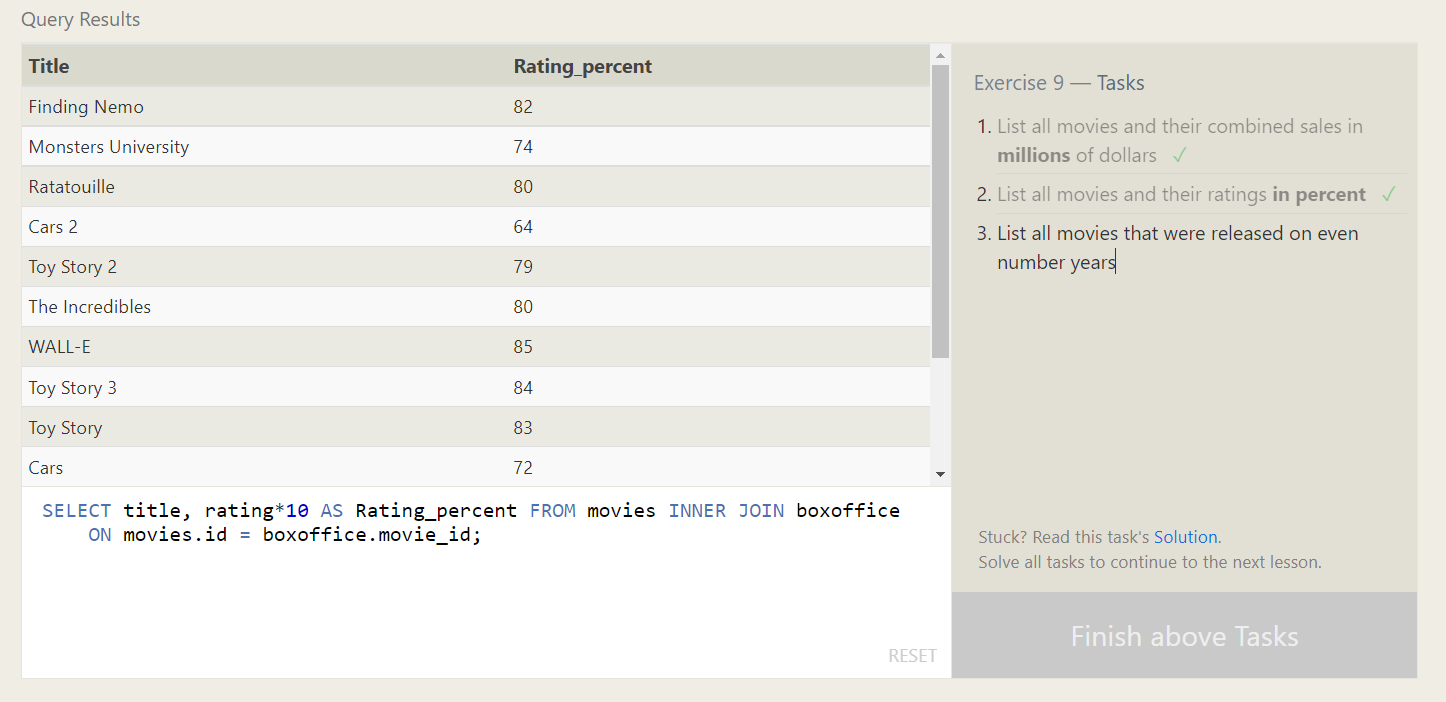 Query Results
Title Rating_percent
Finding Nemo 82
Monsters University 74
Ratatouille 80
Cars 2 64
Toy Story 2 79
The Incredibles 80
WALL-E 85
Toy Story 3 84
Toy Story 83
Cars 72
SELECT title, rating*10 AS Rating_percent FROM movies INNER JOIN boxoffice
ON movies.id = boxoffice.movie_id;
RESET
Exercise 9 — Tasks
1. List all movies and their combined sales in
millions of dollars ✓
2. List all movies and their ratings in percent ✓
3. List all movies that were released on even
number years
Stuck? Read this task's Solution.
Solve all tasks to continue to the next lesson.
Finish above Tasks